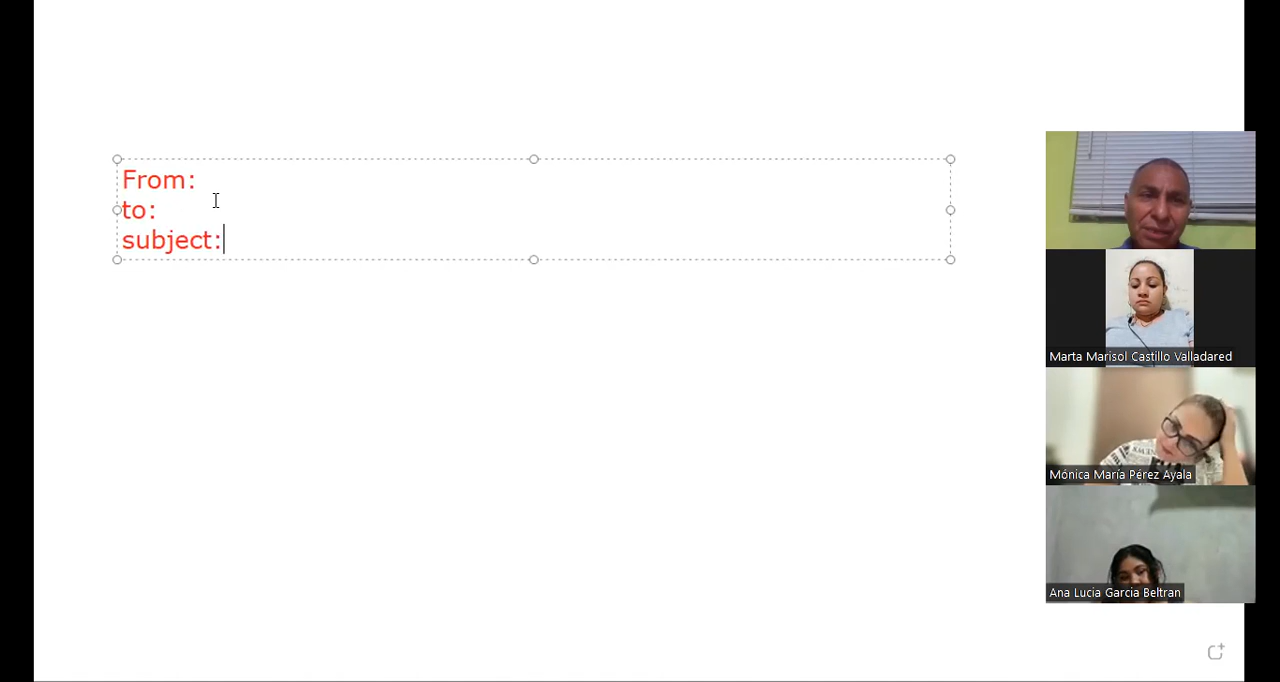 From:
to:
subject:
Marta Marisol Castillo Valladared
Mónica María Pérez Ayala
Ana Lucia Garcia Beltran